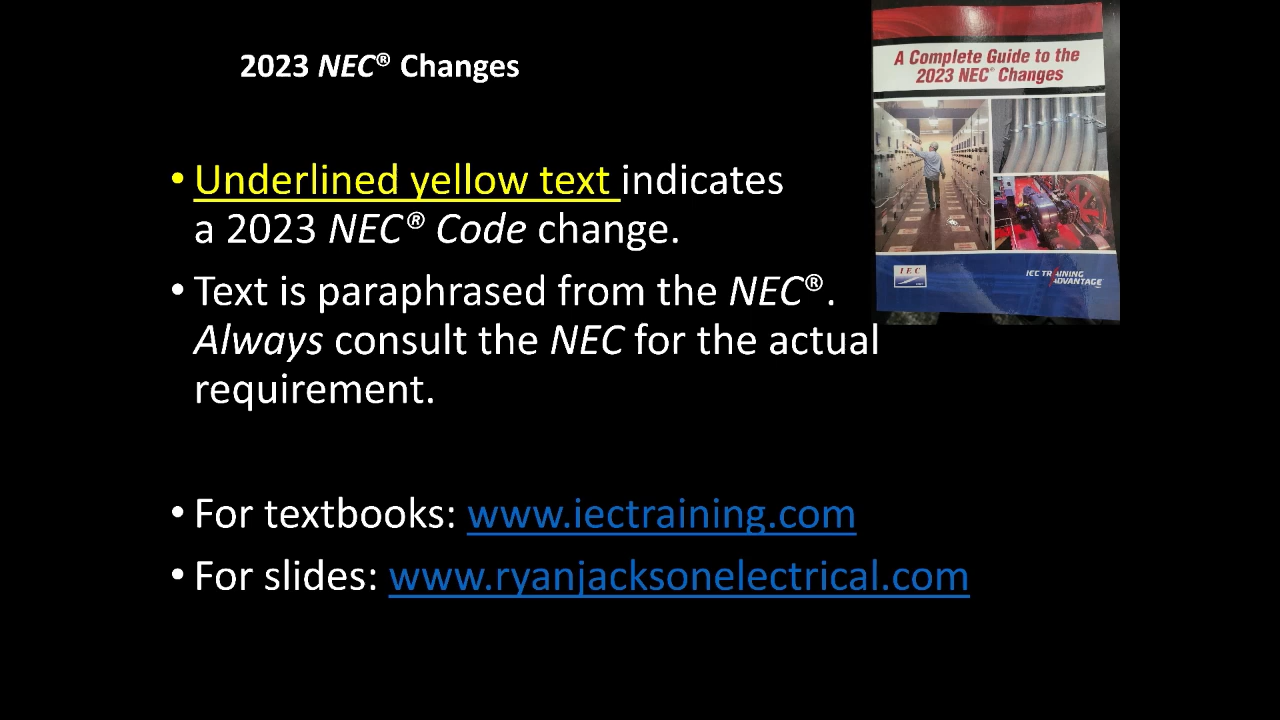 2023 NEC® Changes
A Complete Guide to the
2023 NEC® Changes
• Underlined yellow text indicates
a 2023 NEC® Code change.
• Text is paraphrased from the NEC®.
Always consult the NEC for the actual
requirement.
IEC
IEC TRAINING
ADVANTAGE
• For textbooks: www.iectraining.com
• For slides: www.ryanjacksonelectrical.com